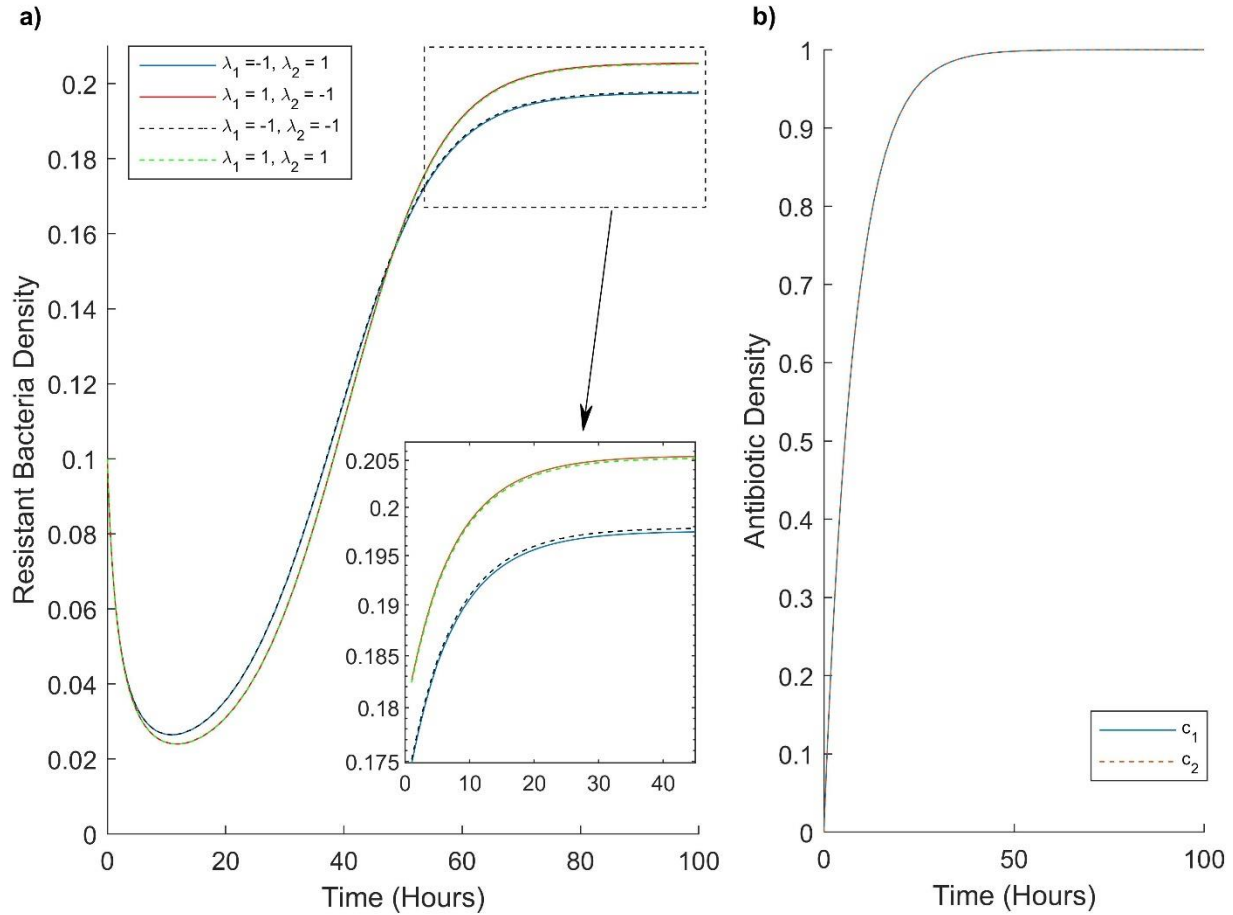 a)
λ1 =-1, λ2 = 1
λ1 = 1, λ2 = -1
λ1 = -1, λ2 = -1
λ1 = 1, λ2 = 1
0.2
0.18
0.16
0.14
0.12
0.1
0.08
0.06
0.04
0.02
0
Resistant Bacteria Density
0 20 40 60 80 100
Time (Hours)
0.205
0.2
0.195
0.19
0.185
0.18
0.175
0 10 20 30 40
b)
1
0.9
0.8
0.7
0.6
0.5
0.4
0.3
0.2
0.1
0
Antibiotic Density
c1
c2
0 50 100
Time (Hours)